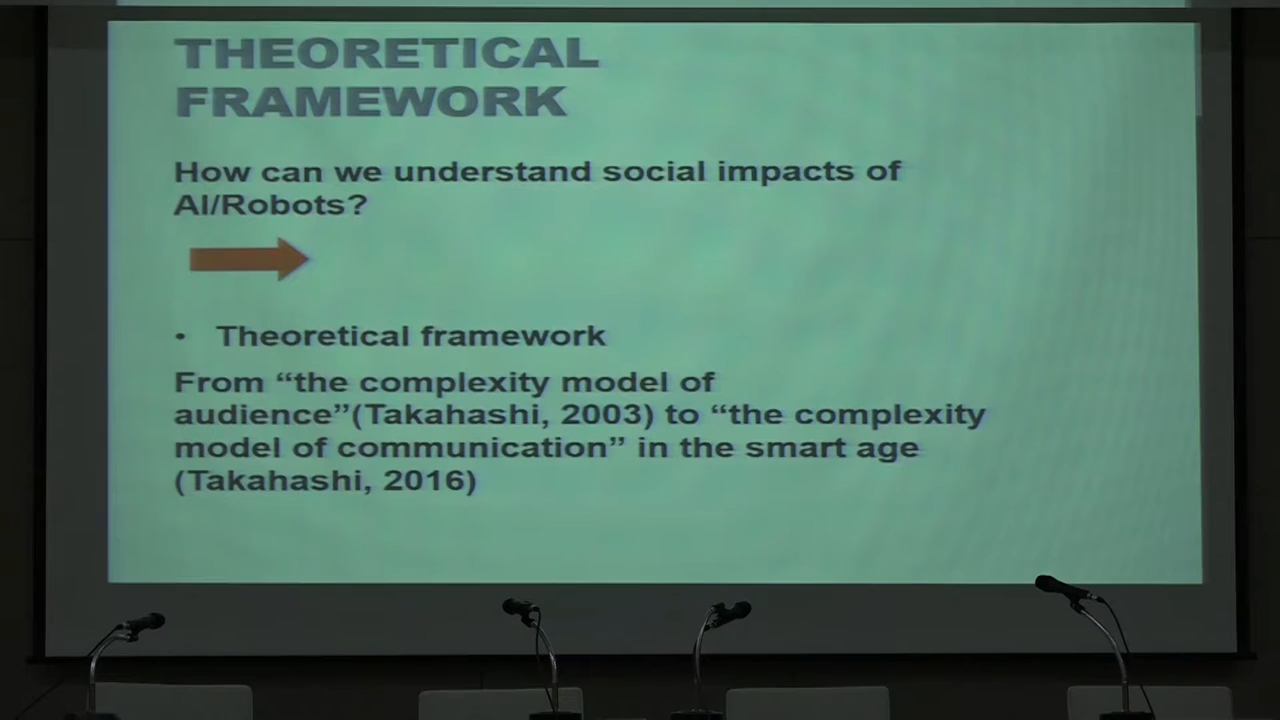 THEORETICAL
FRAMEWORK
How can we understand social impacts of
AI/Robots?
• Theoretical framework
From “the complexity model of
audience”(Takahashi, 2003) to “the complexity
model of communication” in the smart age
(Takahashi, 2016)